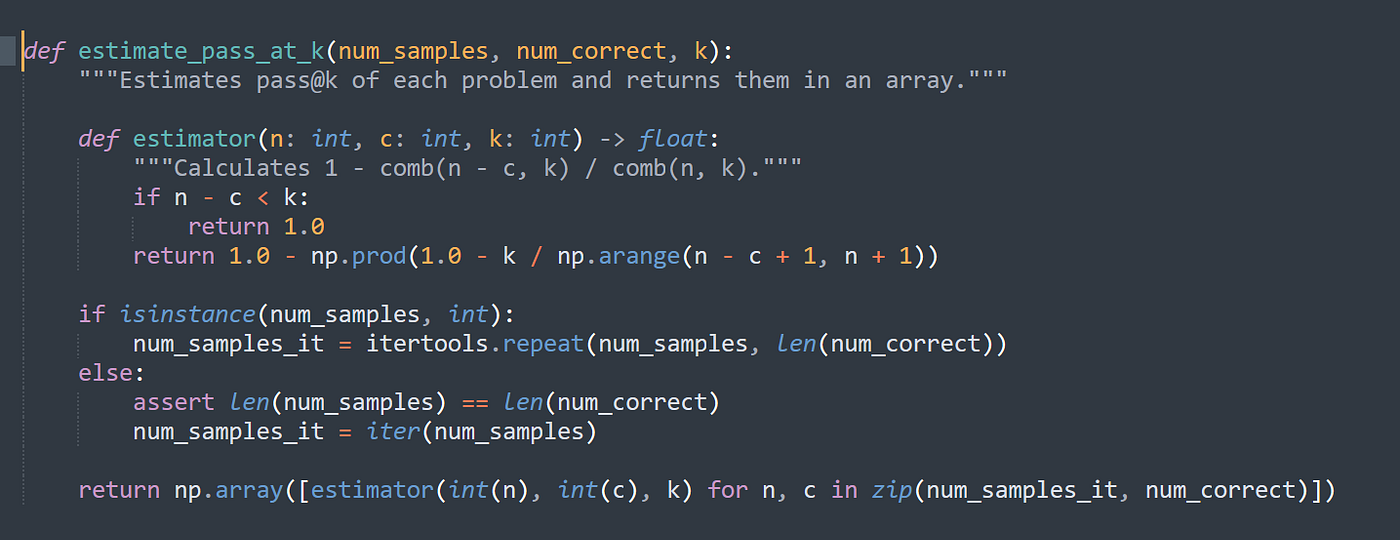 def estimate_pass_at_k(num_samples, num_correct, k):
    """Estimates pass@k of each problem and returns them in an array."""

    def estimator(n: int, c: int, k: int) -> float:
        """Calculates 1 - comb(n - c, k) / comb(n, k)."""
        if n - c < k:
            return 1.0
        return 1.0 - np.prod(1.0 - k / np.arange(n - c + 1, n + 1))

    if isinstance(num_samples, int):
        num_samples_it = itertools.repeat(num_samples, len(num_correct))
    else:
        assert len(num_samples) == len(num_correct)
        num_samples_it = iter(num_samples)

    return np.array([estimator(int(n), int(c), k) for n, c in zip(num_samples_it, num_correct)])